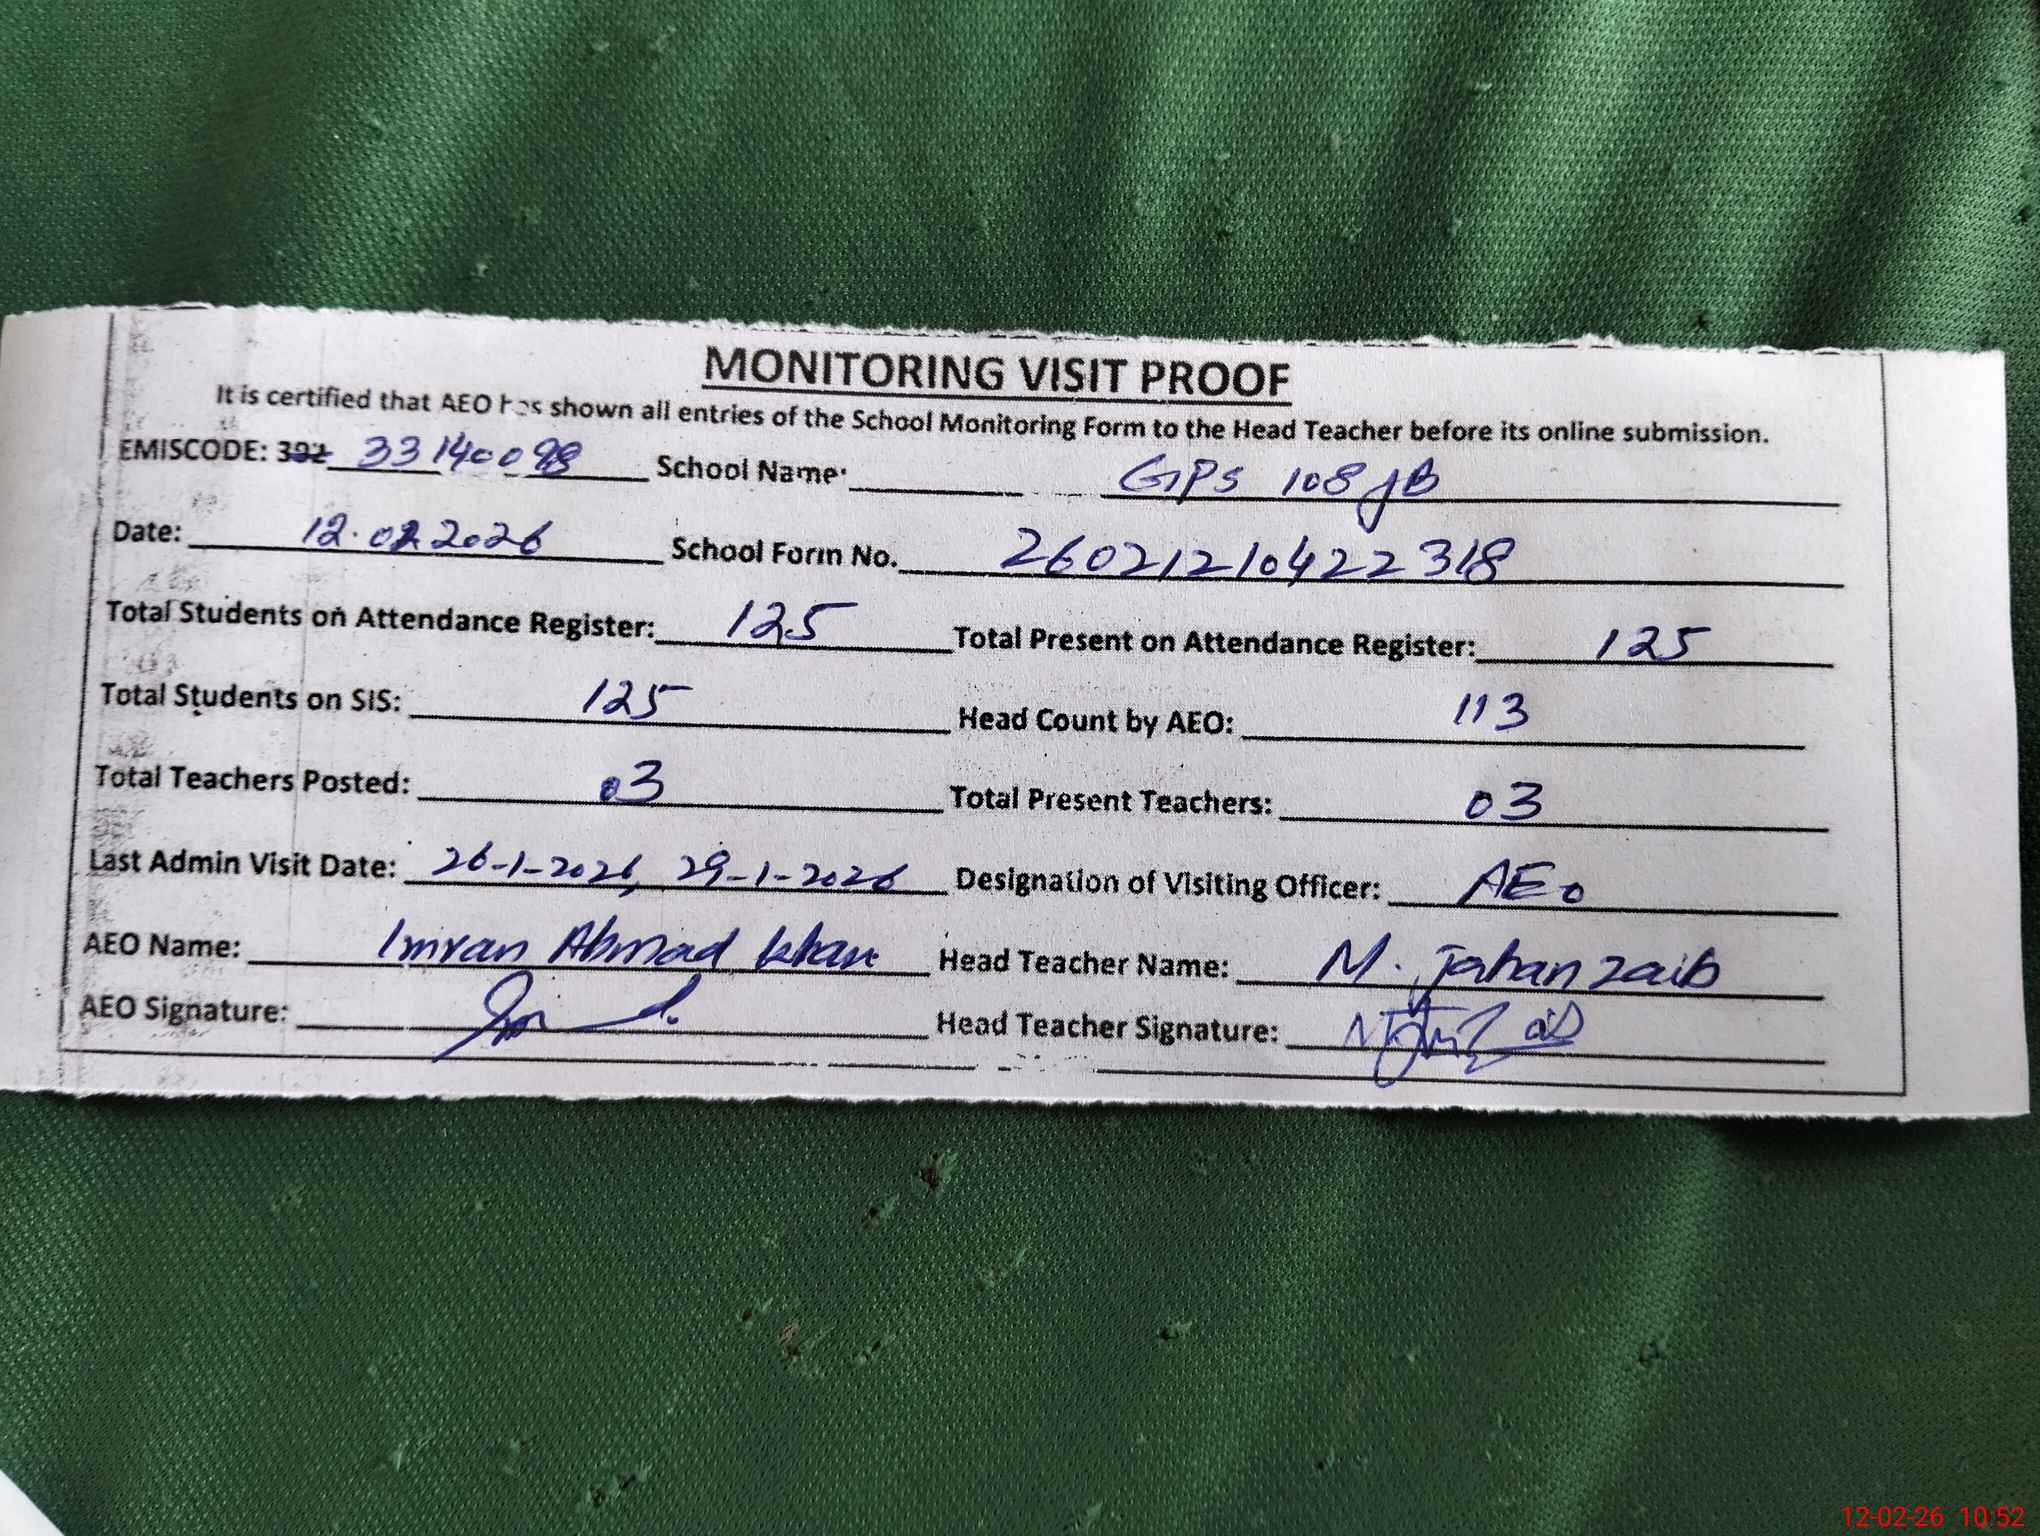 MONITORING VISIT PROOF
It is certified that AEO has shown all entries of the School Monitoring Form to the Head Teacher before its online submission.
EMISCODE: 392 33140098 School Name: GPS 108 JB
Date: 12.02.2026 School Form No. 26021210422318
Total Students on Attendance Register: 125 Total Present on Attendance Register: 125
Total Students on SIS: 125 Head Count by AEO: 113
Total Teachers Posted: 03 Total Present Teachers: 03
Last Admin Visit Date: 26-1-2026, 29-1-2026 Designation of Visiting Officer: AEO
AEO Name: Imran Ahmad Khan Head Teacher Name: M. Jahanzaib
AEO Signature: Head Teacher Signature:
12-02-26 10:52